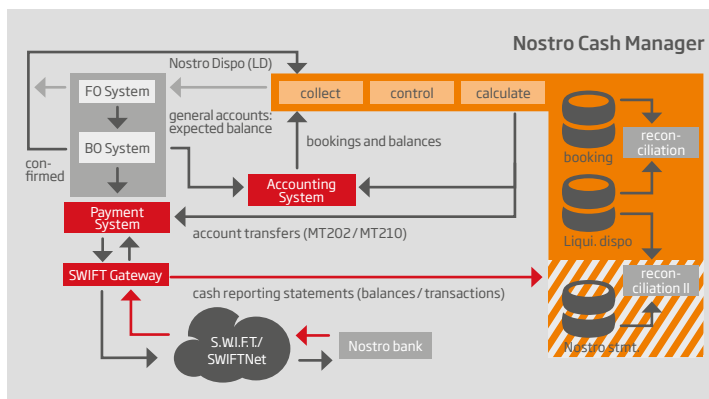 Nostro Cash Manager
Nostro Dispo (LD)
FO System
collect
control
calculate
general accounts:
expected balance
bookings and balances
BO System
con-
firmed
booking
recon-
ciliation
Accounting
System
Payment
System
account transfers (MT202 / MT210)
Liqui. dispo
SWIFT Gateway
cash reporting statements (balances / transactions)
recon-
ciliation II
S.W.I.F.T./
SWIFTNet
Nostro bank
Nostro stmt.